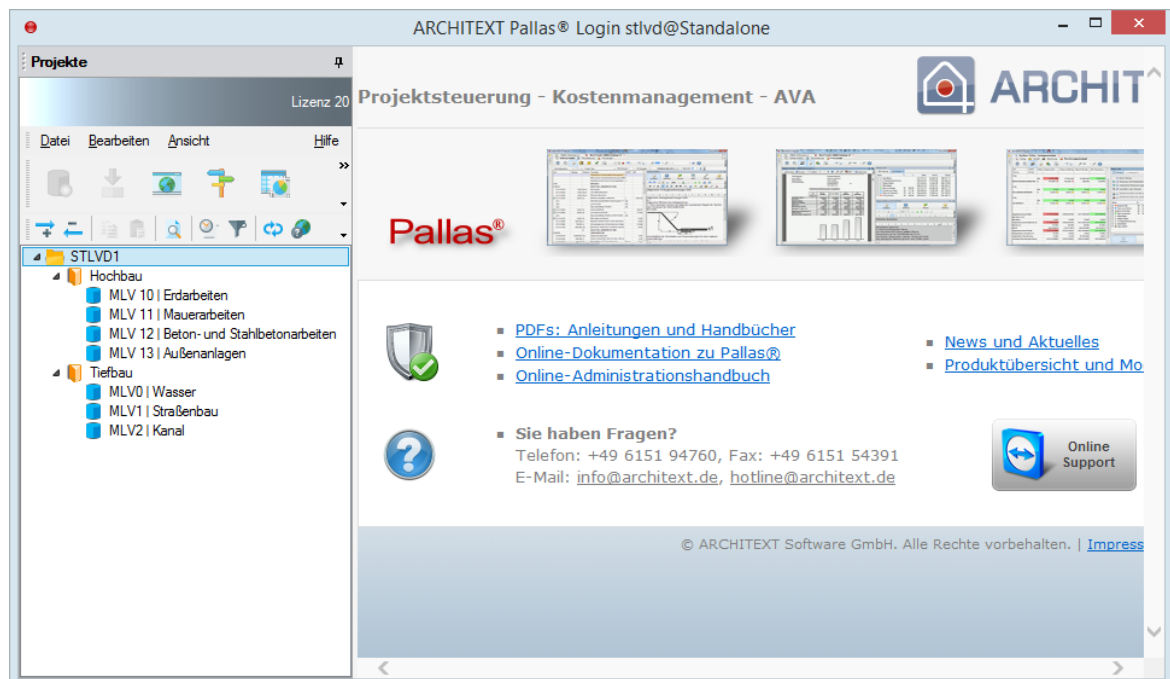 ARCHITEXT Pallas® Login stlvd@Standalone
Projekte
Lizenz 20
Datei Bearbeiten Ansicht Hilfe
STLVD1
Hochbau
MLV 10 | Erdarbeiten
MLV 11 | Mauerarbeiten
MLV 12 | Beton- und Stahlbetonarbeiten
MLV 13 | Außenanlagen
Tiefbau
MLV0 | Wasser
MLV1 | Straßenbau
MLV2 | Kanal
Projektsteuerung - Kostenmanagement - AVA
ARCHIT
Pallas®
PDFs: Anleitungen und Handbücher
Online-Dokumentation zu Pallas®
Online-Administrationshandbuch
News und Aktuelles
Produktübersicht und Mo
Sie haben Fragen?
Telefon: +49 6151 94760, Fax: +49 6151 54391
E-Mail: info@architext.de, hotline@architext.de
Online
Support
© ARCHITEXT Software GmbH. Alle Rechte vorbehalten. | Impress